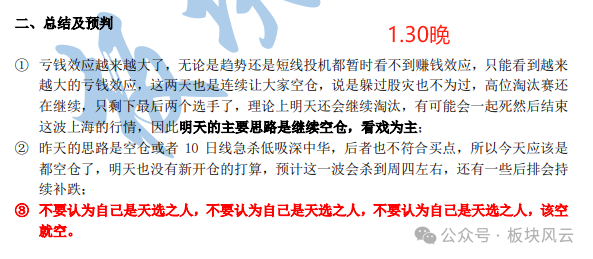 二、总结及预判
1.30晚
① 亏钱效应越来越大了，无论是趋势还是短线投机都暂时看不到赚钱效应，只能看到越来
越大的亏钱效应，这两天也是连续让大家空仓，说是躲过股灾也不为过，高位淘汰赛还
在继续，只剩下最后两个选手了，理论上明天还会继续淘汰，有可能会一起死然后结束
这波上海的行情，因此明天的主要思路是继续空仓，看戏为主；
② 昨天的思路是空仓或者 10 日线急杀低吸深中华，后者也不符合买点，所以今天应该是
都空仓了，明天也没有新开仓的打算，预计这一波会杀到周四左右，还有一些后排会持
续补跌；
⑧ 不要认为自己是天选之人，不要认为自己是天选之人，不要认为自己是天选之人，该空
就空。
公众号·板块风云